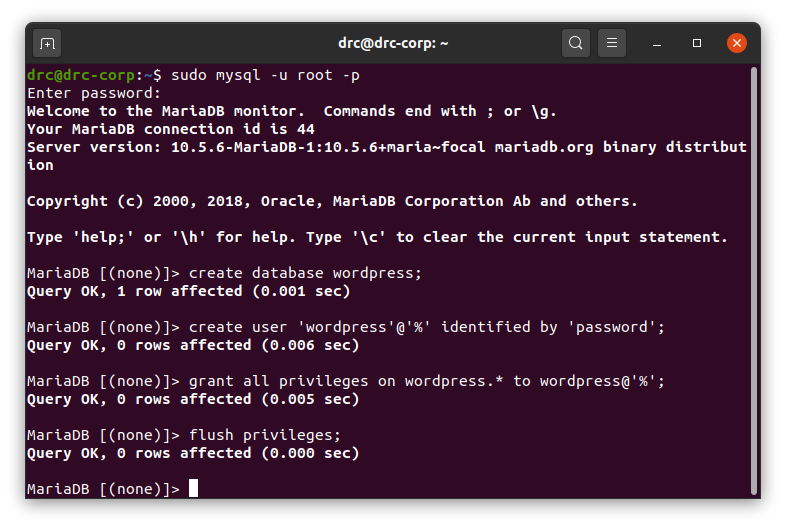 drc@drc-corp: ~
drc@drc-corp:~$ sudo mysql -u root -p
Enter password:
Welcome to the MariaDB monitor.  Commands end with ; or \g.
Your MariaDB connection id is 44
Server version: 10.5.6-MariaDB-1:10.5.6+maria~focal mariadb.org binary distribut
ion
Copyright (c) 2000, 2018, Oracle, MariaDB Corporation Ab and others.
Type 'help;' or '\h' for help. Type '\c' to clear the current input statement.
MariaDB [(none)]> create database wordpress;
Query OK, 1 row affected (0.001 sec)
MariaDB [(none)]> create user 'wordpress'@'%' identified by 'password';
Query OK, 0 rows affected (0.006 sec)
MariaDB [(none)]> grant all privileges on wordpress.* to wordpress@'%';
Query OK, 0 rows affected (0.005 sec)
MariaDB [(none)]> flush privileges;
Query OK, 0 rows affected (0.000 sec)
MariaDB [(none)]>